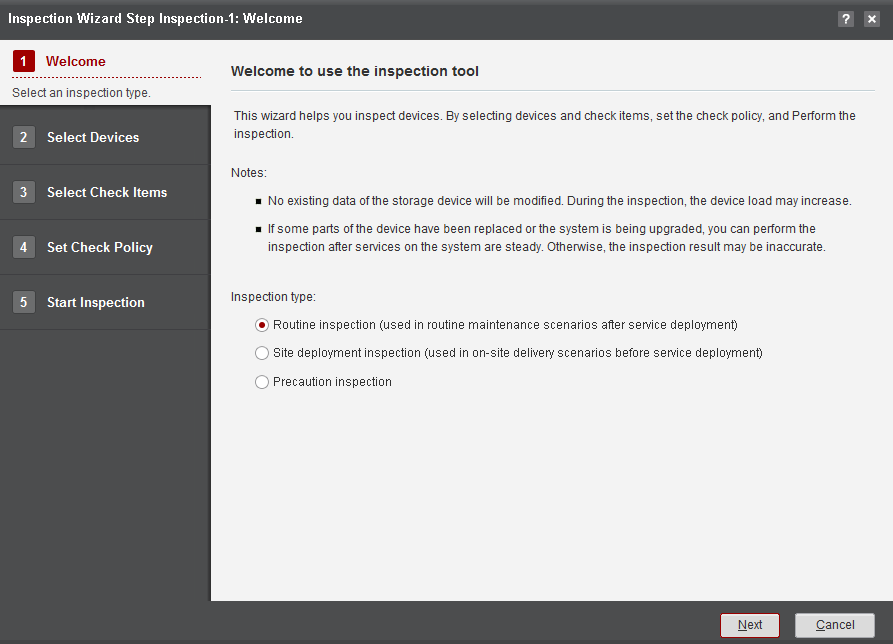 Inspection Wizard Step Inspection-1: Welcome
?
1 Welcome
Select an inspection type.
2 Select Devices
3 Select Check Items
4 Set Check Policy
5 Start Inspection
Welcome to use the inspection tool
This wizard helps you inspect devices. By selecting devices and check items, set the check policy, and Perform the
inspection.
Notes:
No existing data of the storage device will be modified. During the inspection, the device load may increase.
If some parts of the device have been replaced or the system is being upgraded, you can perform the
inspection after services on the system are steady. Otherwise, the inspection result may be inaccurate.
Inspection type:
Routine inspection (used in routine maintenance scenarios after service deployment)
Site deployment inspection (used in on-site delivery scenarios before service deployment)
Precaution inspection
Next
Cancel